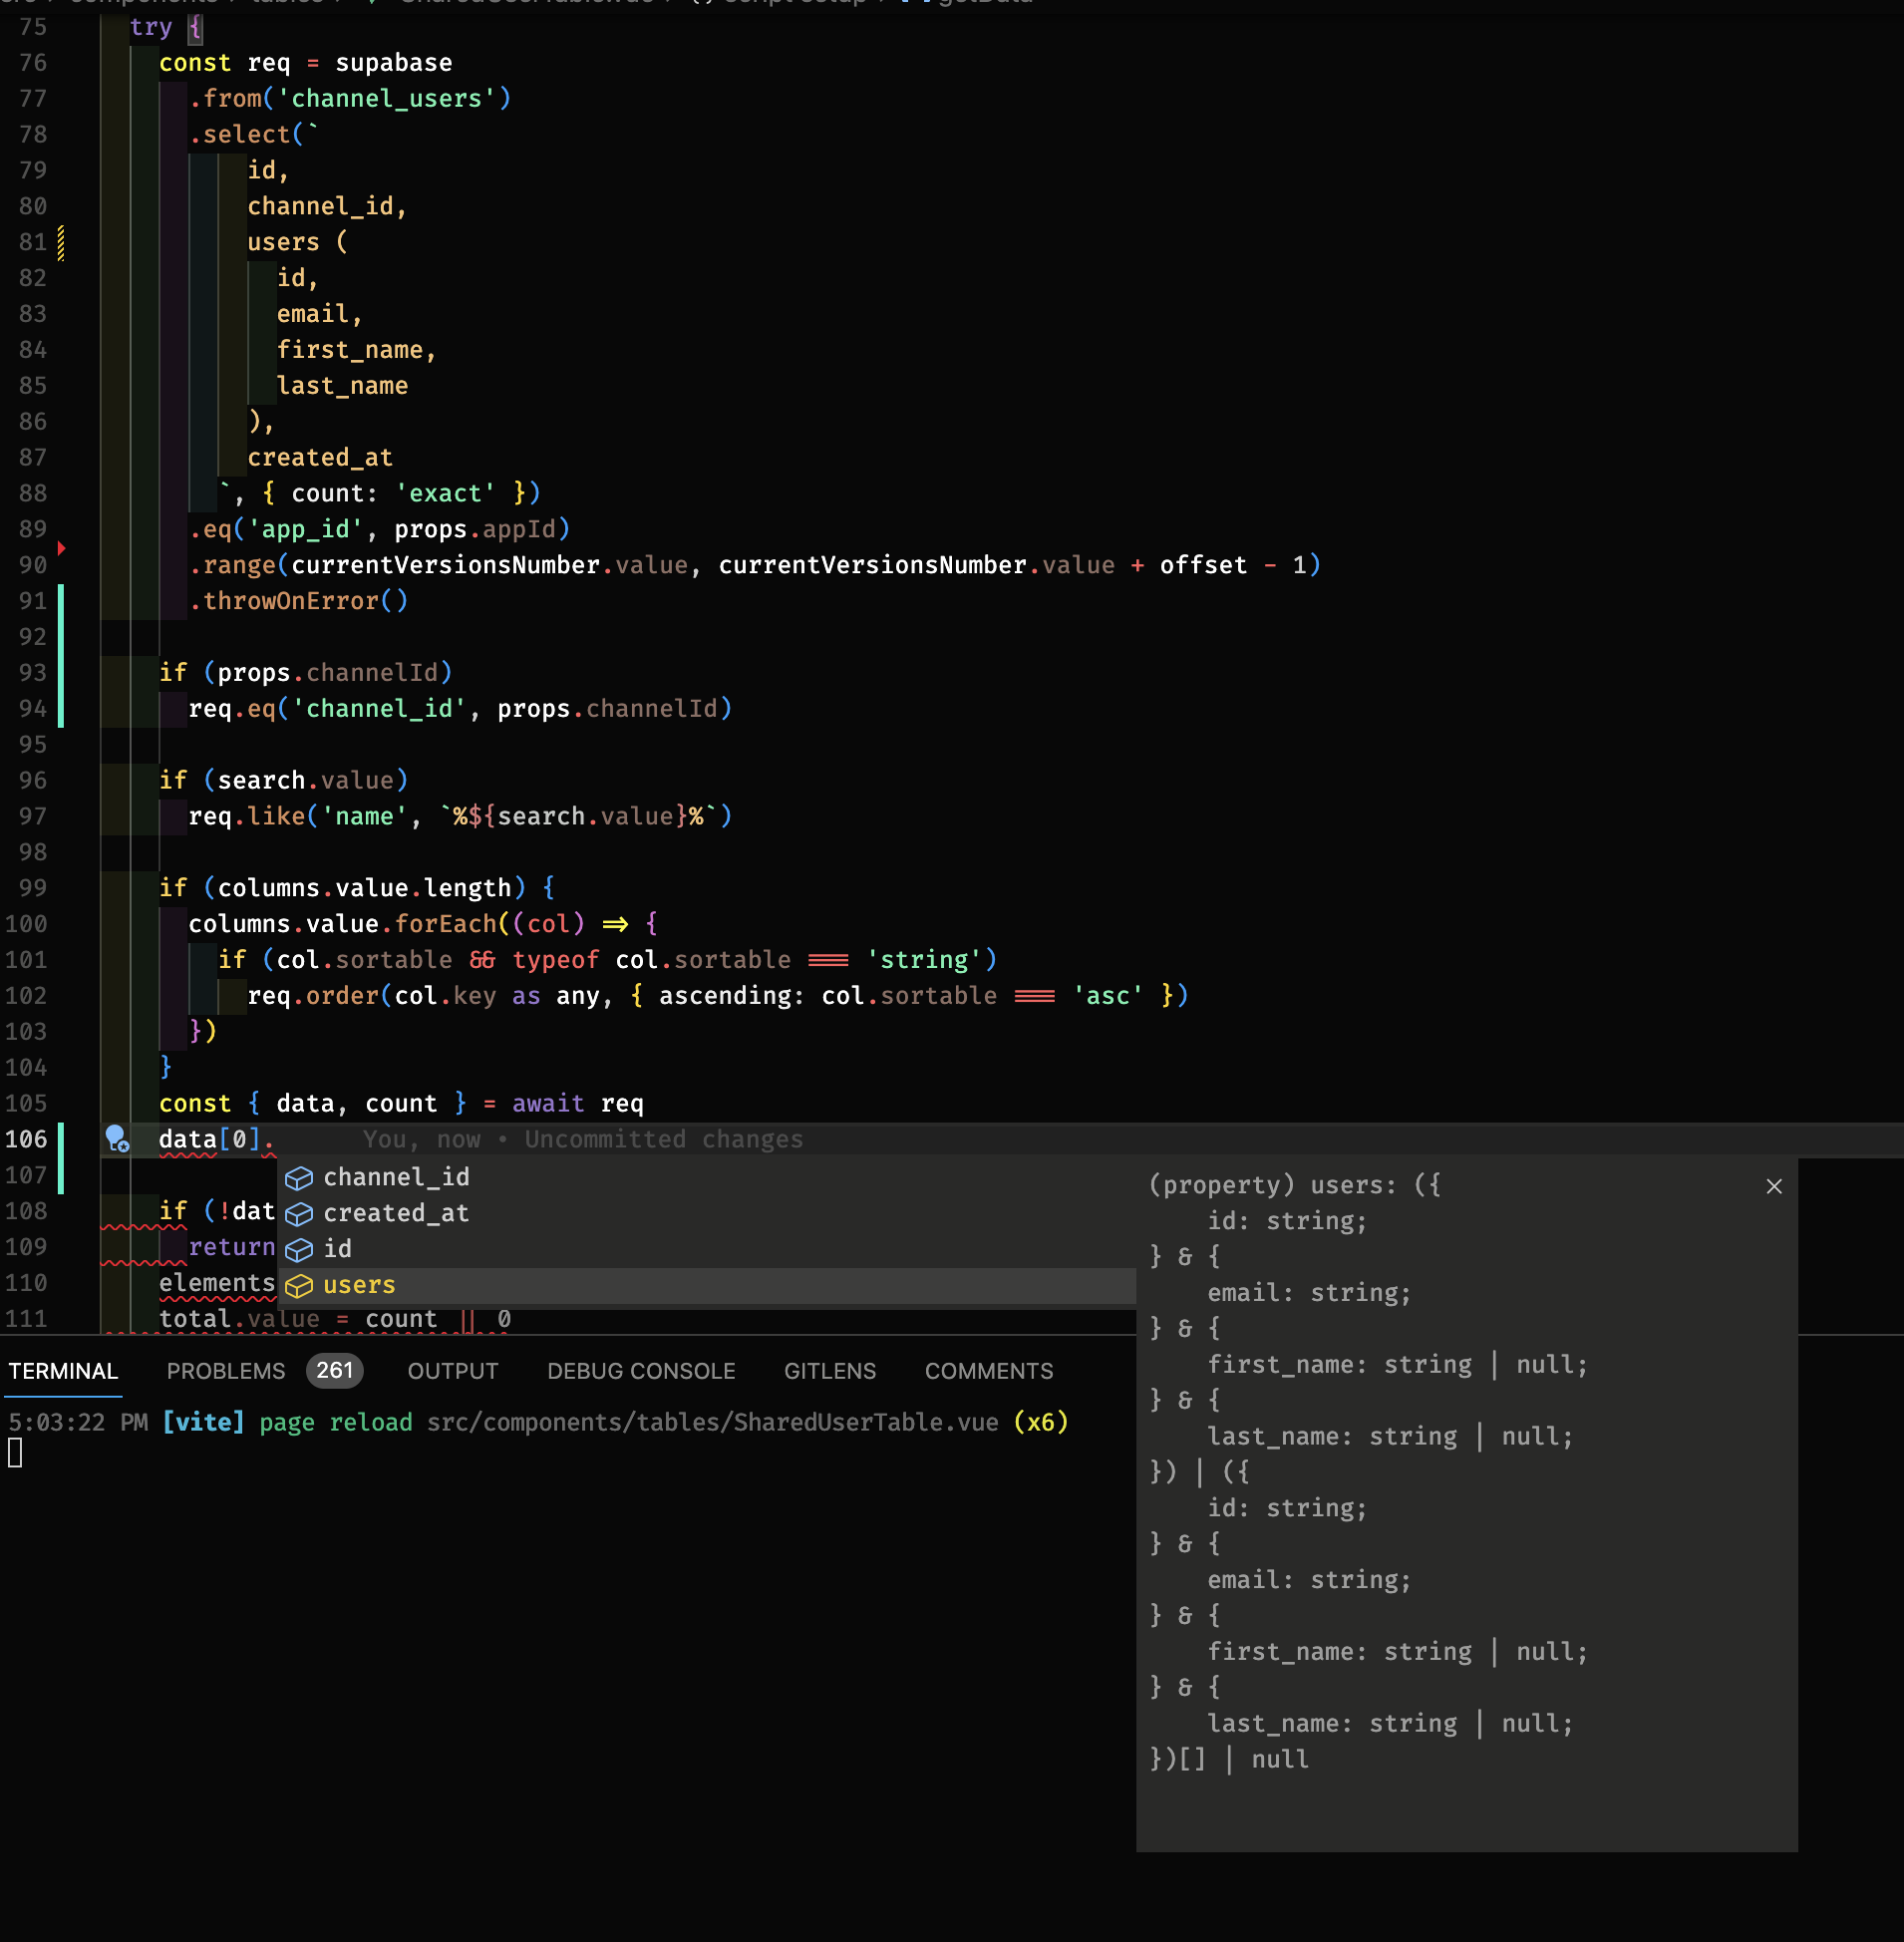 75 try {
76 const req = supabase
77 .from('channel_users')
78 .select(`
79 id,
80 channel_id,
81 users (
82 id,
83 email,
84 first_name,
85 last_name
86 ),
87 created_at
88 `, { count: 'exact' })
89 .eq('app_id', props.appId)
90 .range(currentVersionsNumber.value, currentVersionsNumber.value + offset - 1)
91 .throwOnError()
92
93 if (props.channelId)
94 req.eq('channel_id', props.channelId)
95
96 if (search.value)
97 req.like('name', `%${search.value}%`)
98
99 if (columns.value.length) {
100 columns.value.forEach((col) => {
101 if (col.sortable && typeof col.sortable === 'string')
102 req.order(col.key as any, { ascending: col.sortable === 'asc' })
103 })
104 }
105 const { data, count } = await req
106 data[0]. You, now • Uncommitted changes
107
108 if (!dat
109 return
110 elements
111 total.value = count || 0
channel_id
created_at
id
users
(property) users: ({
id: string;
} & {
email: string;
} & {
first_name: string | null;
} & {
last_name: string | null;
}) | ({
id: string;
} & {
email: string;
} & {
first_name: string | null;
} & {
last_name: string | null;
})[] | null
TERMINAL PROBLEMS 261 OUTPUT DEBUG CONSOLE GITLENS COMMENTS
5:03:22 PM [vite] page reload src/components/tables/SharedUserTable.vue (x6)